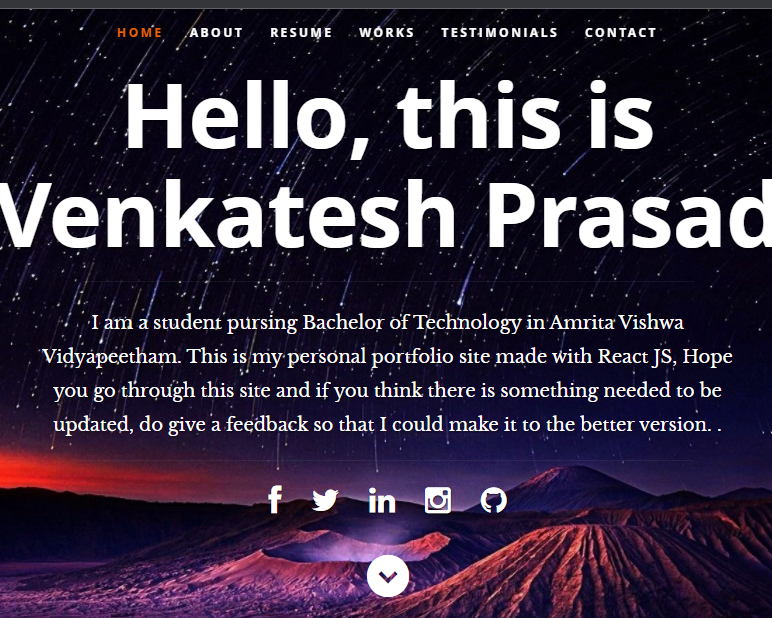 HOME ABOUT RESUME WORKS TESTIMONIALS CONTACT
Hello, this is
Venkatesh Prasad
I am a student pursing Bachelor of Technology in Amrita Vishwa
Vidyapeetham. This is my personal portfolio site made with React JS, Hope
you go through this site and if you think there is something needed to be
updated, do give a feedback so that I could make it to the better version. .